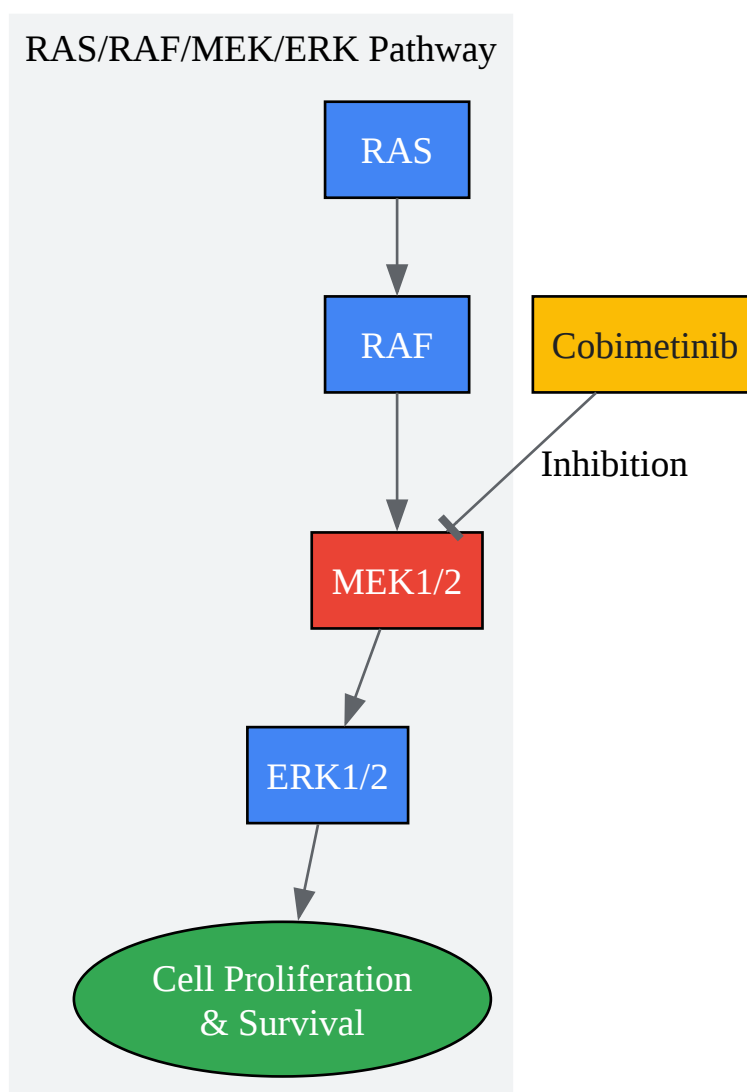 RAS/RAF/MEK/ERK Pathway
RAS
RAF
Cobimetinib
Inhibition
MEK1/2
ERK1/2
Cell Proliferation
& Survival